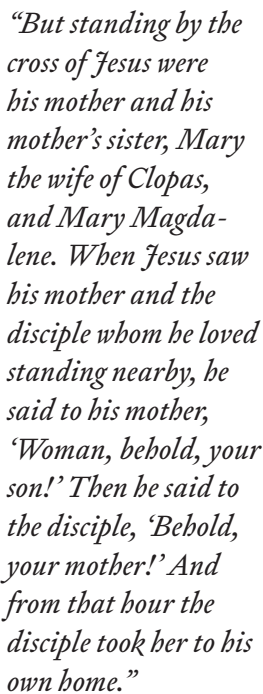 “But standing by the
cross of Jesus were
his mother and his
mother’s sister, Mary
the wife of Clopas,
and Mary Magda-
lene. When Jesus saw
his mother and the
disciple whom he loved
standing nearby, he
said to his mother,
‘Woman, behold, your
son!’ Then he said to
the disciple, ‘Behold,
your mother!’ And
from that hour the
disciple took her to his
own home.”